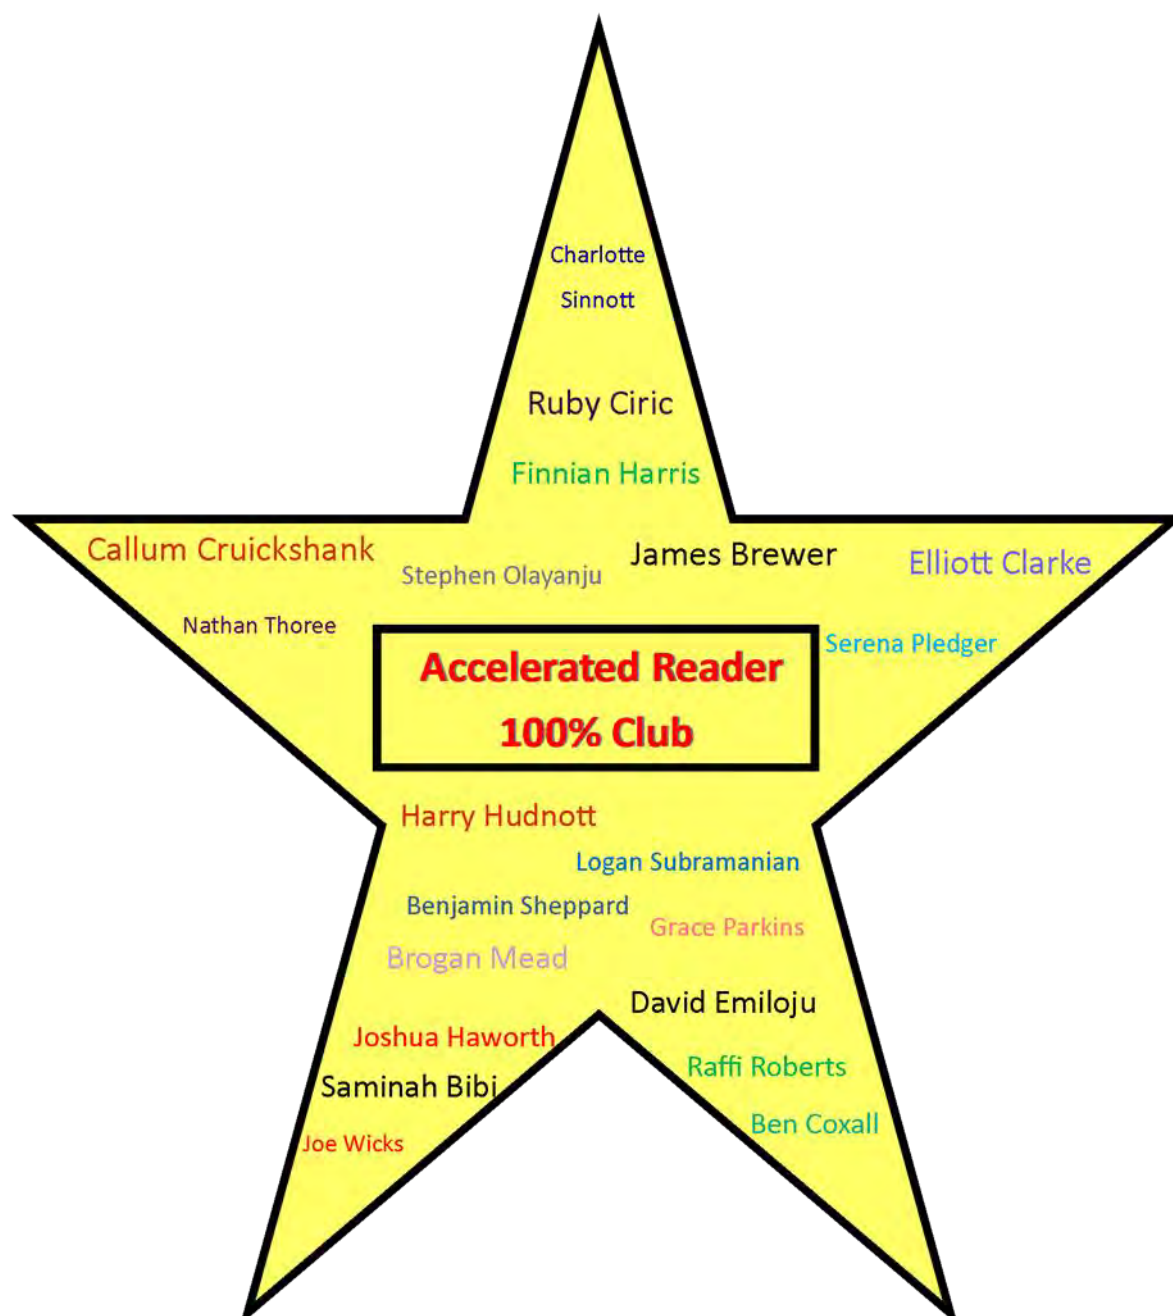 Charlotte
Sinnott
Ruby Ciric
Finnian Harris
Callum Cruickshank
Stephen Olayanju
James Brewer
Elliott Clarke
Nathan Thoree
Serena Pledger
Accelerated Reader
100% Club
Harry Hudnott
Logan Subramanian
Benjamin Sheppard
Grace Parkins
Brogan Mead
David Emiloju
Joshua Haworth
Raffi Roberts
Saminah Bibi
Ben Coxall
Joe Wicks